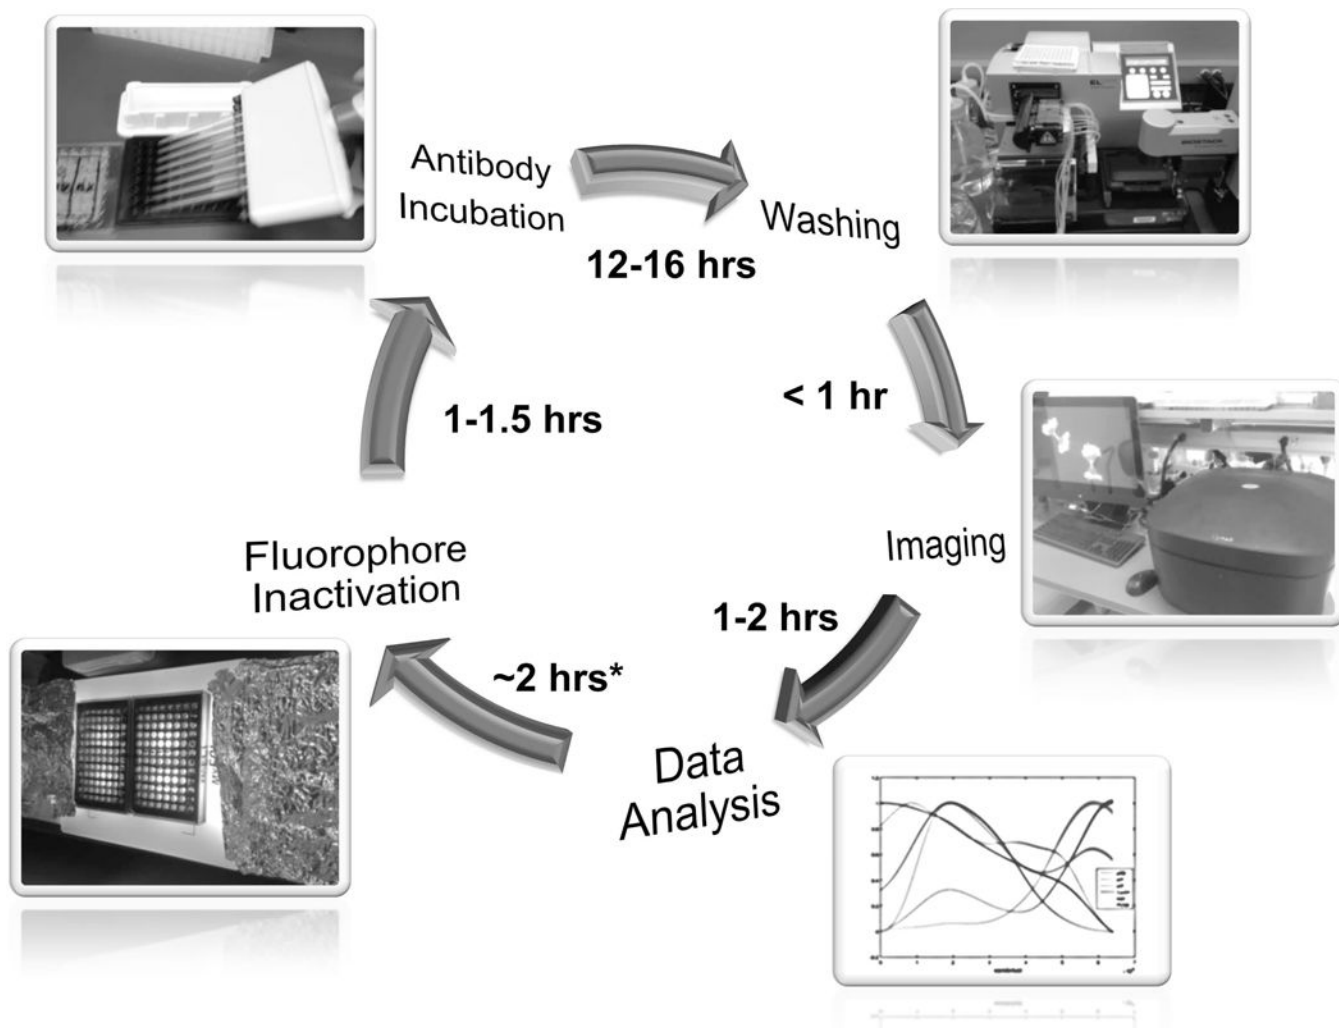 Antibody
Incubation
12-16 hrs
Washing
< 1 hr
Imaging
1-2 hrs
Data
Analysis
~2 hrs*
Fluorophore
Inactivation
1-1.5 hrs
EL